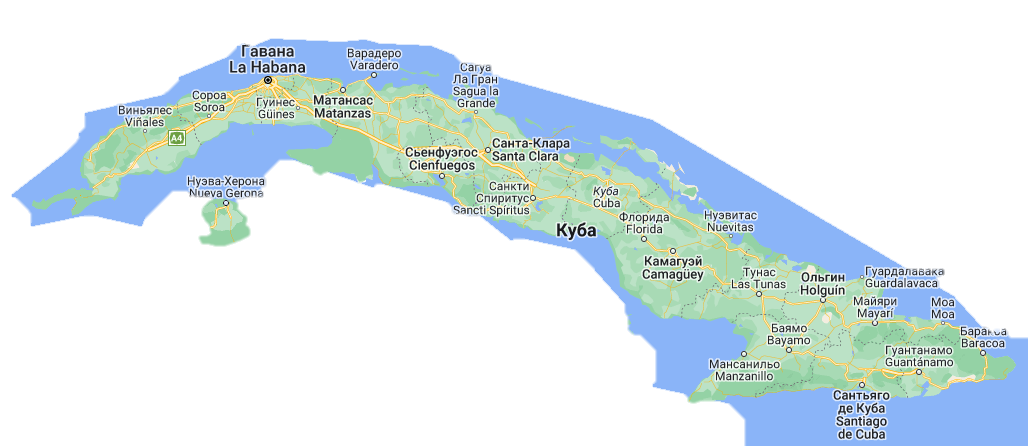 Гавана
La Habana
Варадеро
Varadero
Сагуа
Ла Гран
Sagua la
Grande
Сороа
Soroa
Гуинес
Güines
Матансас
Matanzas
Виньялес
Viñales
A4
Санта-Клара
Santa Clara
Сьенфуэгос
Cienfuegos
Нуэва-Херона
Nueva Gerona
Санкти
Спиритус
Sancti Spíritus
Куба
Cuba
Флорида
Florida
Нуэвитас
Nuevitas
Куба
Камагуэй
Camagüey
Тунас
Las Tunas
Ольгин
Holguín
Гуардалавака
Guardalavaca
Майяри
Mayarí
Моа
Moa
Баракоа
Baracoa
Баямо
Bayamo
Мансанильо
Manzanillo
Гуантанамо
Guantánamo
Сантьяго
де Куба
Santiago
de Cuba